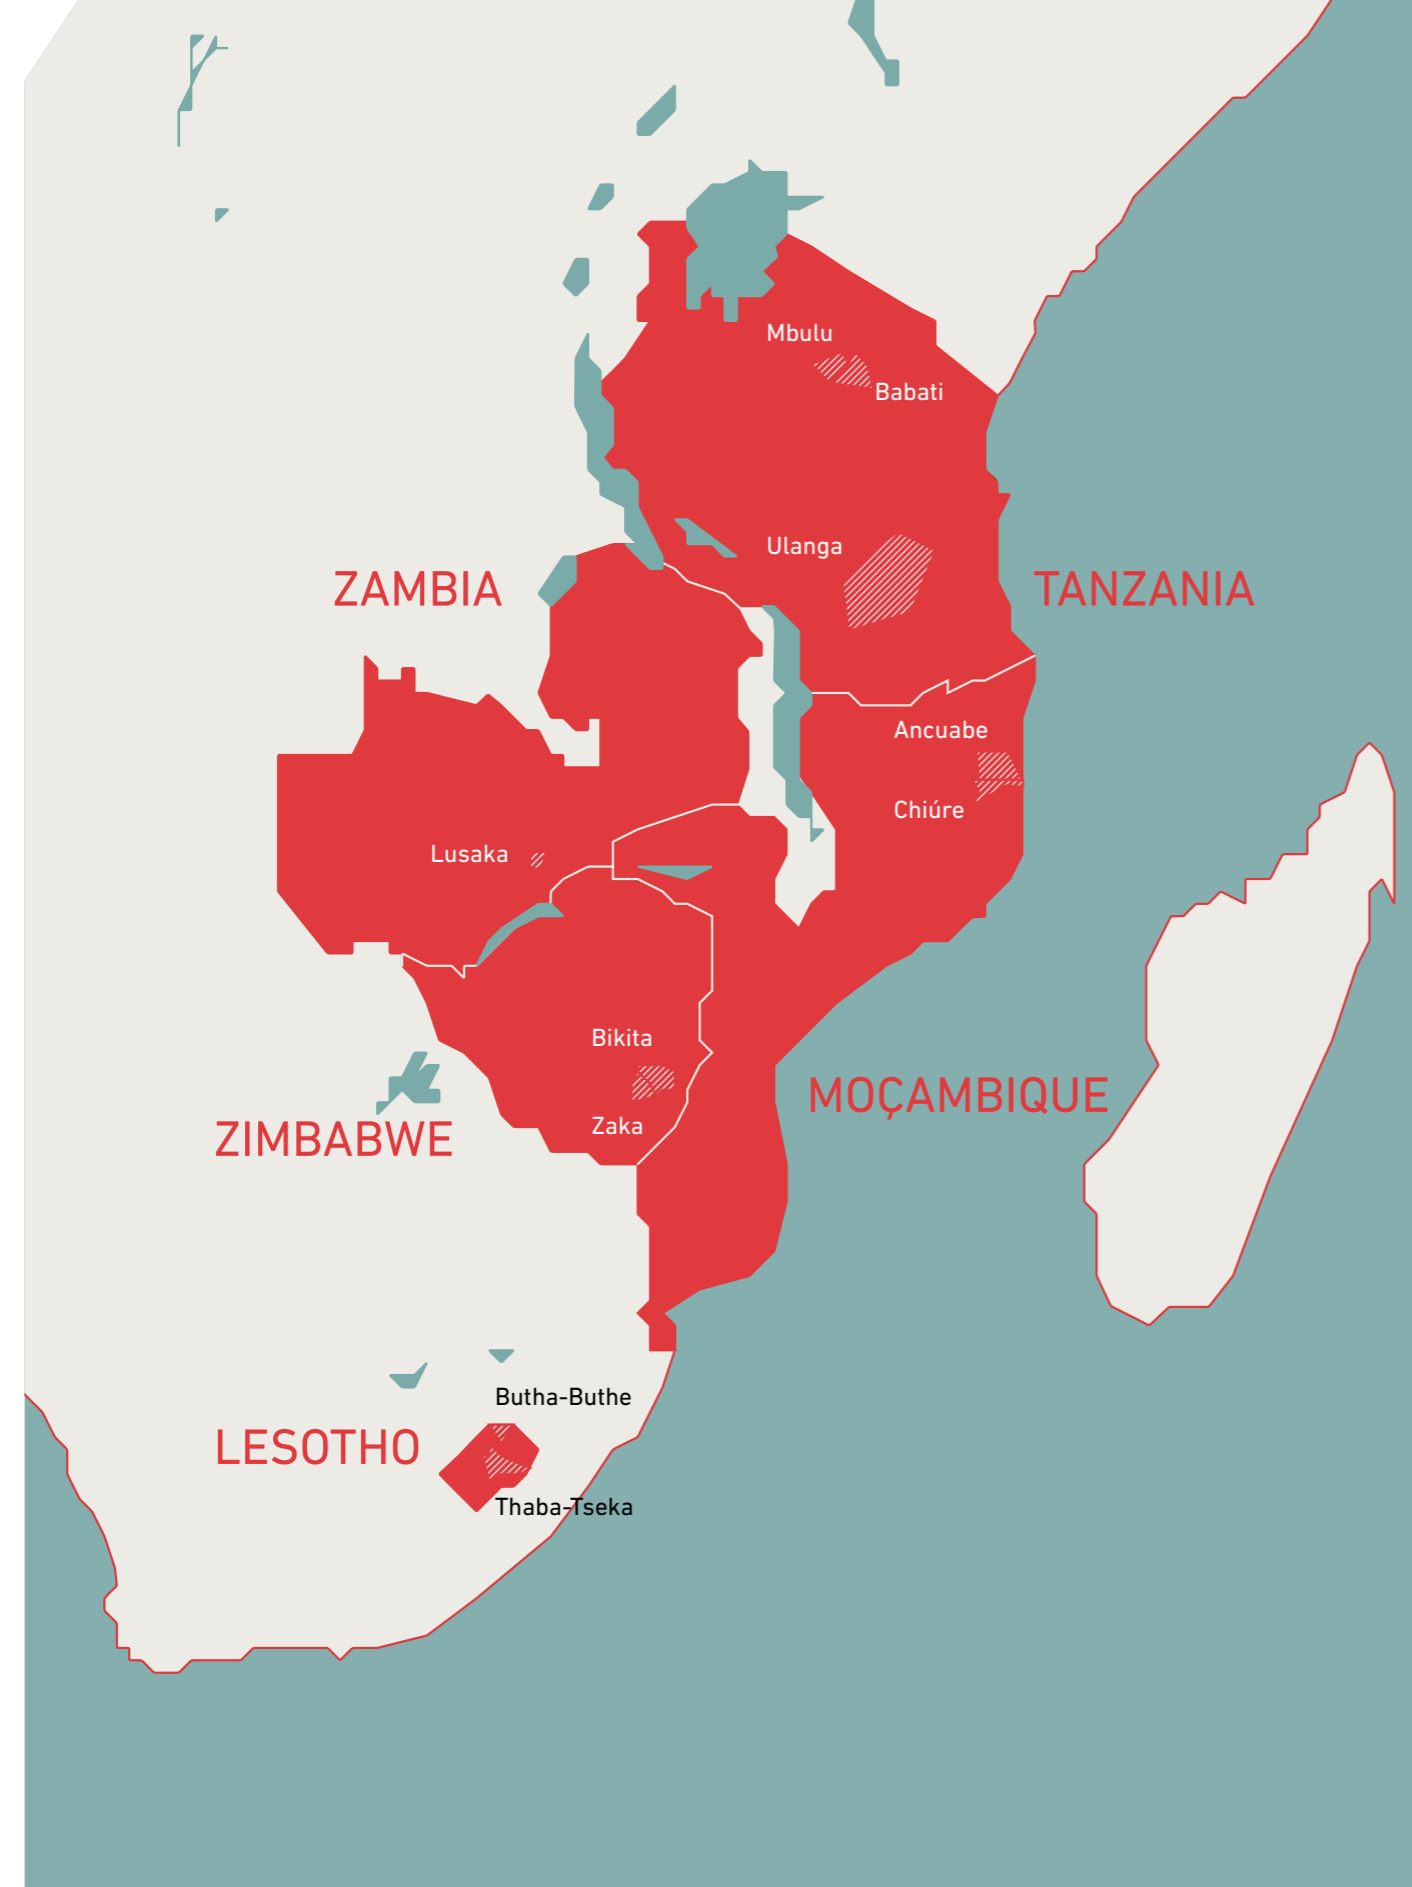 Mbulu
Babati
Ulanga
ZAMBIA
TANZANIA
Ancuabe
Chiúre
Lusaka
Bikita
MOÇAMBIQUE
Zaka
ZIMBABWE
Butha-Buthe
LESOTHO
Thaba-Tseka